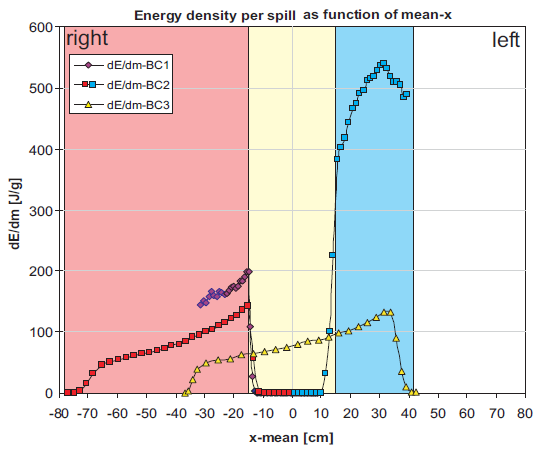 Energy density per spill as function of mean-x
right
left
dE/dm-BC1
dE/dm-BC2
dE/dm-BC3
600
500
400
300
200
100
0
dE/dm [J/g]
-80 -70 -60 -50 -40 -30 -20 -10 0 10 20 30 40 50 60 70 80
x-mean [cm]